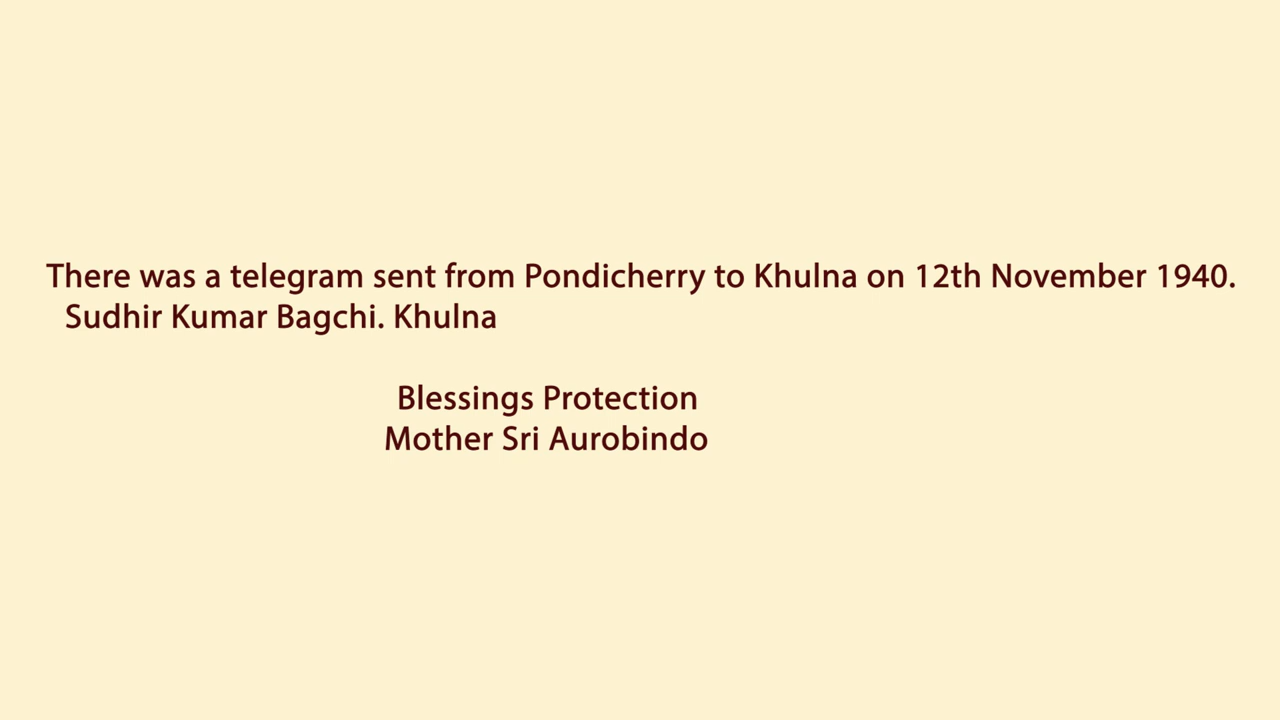 There was a telegram sent from Pondicherry to Khulna on 12th November 1940.
Sudhir Kumar Bagchi. Khulna
Blessings Protection
Mother Sri Aurobindo